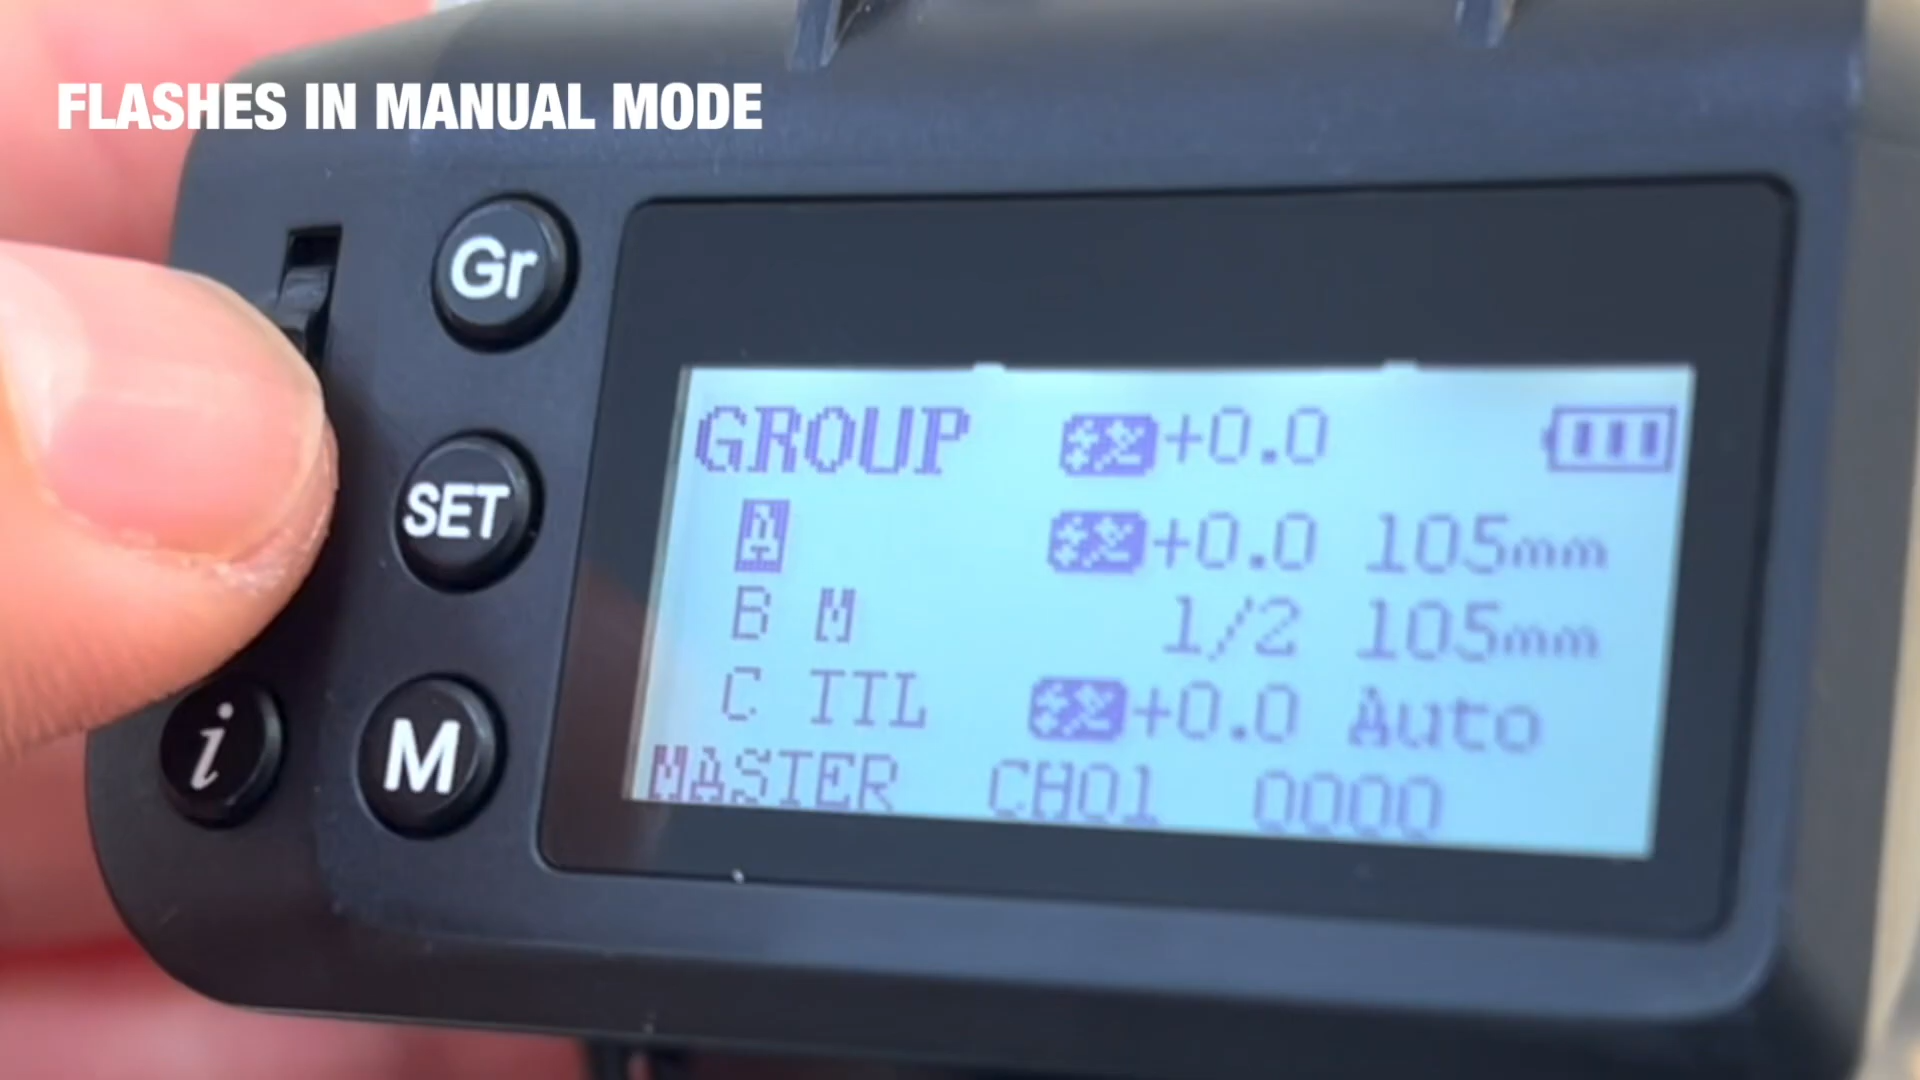 FLASHES IN MANUAL MODE
Gr
SET
i
M
GROUP +0.0
A +0.0 105mm
B M 1/2 105mm
C TTL +0.0 Auto
MASTER CH01 0000